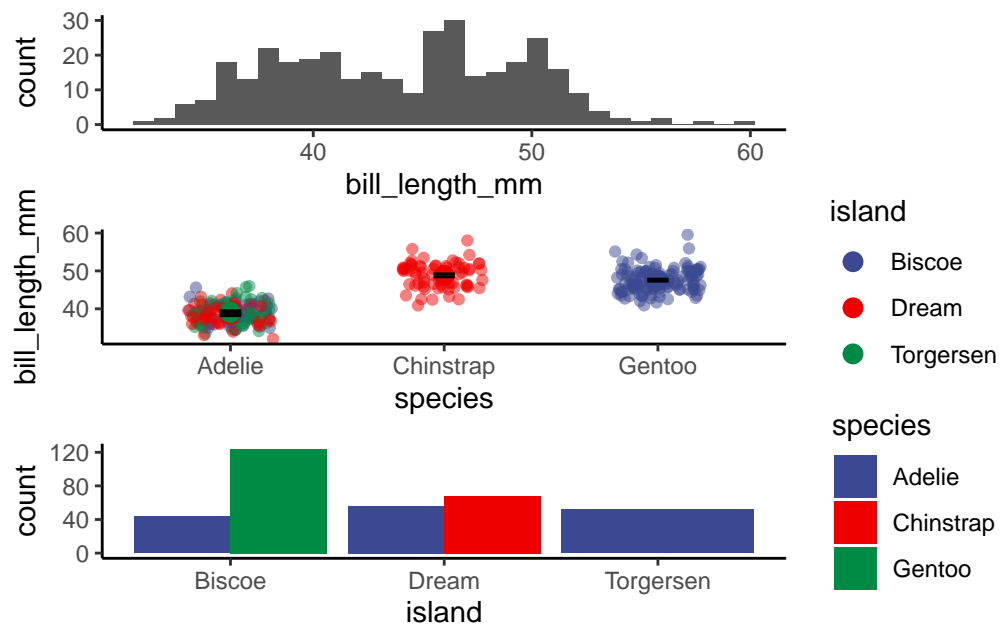 30
20
10
0
count
40 50 60
bill_length_mm
60
50
40
bill_length_mm
Adelie Chinstrap Gentoo
species
island
Biscoe
Dream
Torgersen
120
80
40
0
count
Biscoe Dream Torgersen
island
species
Adelie
Chinstrap
Gentoo